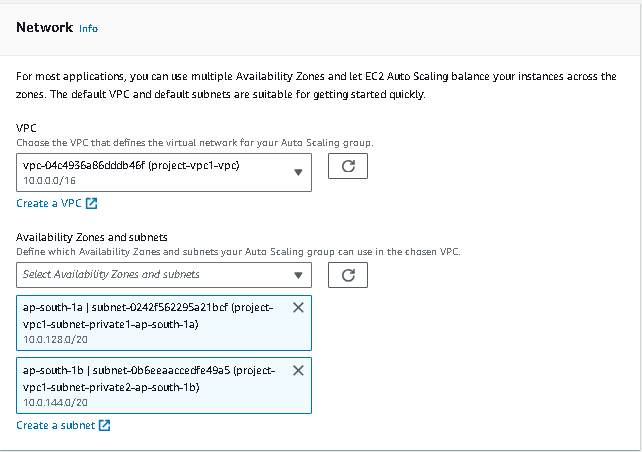 Network Info
For most applications, you can use multiple Availability Zones and let EC2 Auto Scaling balance your instances across the
zones. The default VPC and default subnets are suitable for getting started quickly.
VPC
Choose the VPC that defines the virtual network for your Auto Scaling group.
vpc-04c4936a86dddb46f (project-vpc1-vpc)
10.0.0.0/16
Create a VPC
Availability Zones and subnets
Define which Availability Zones and subnets your Auto Scaling group can use in the chosen VPC.
Select Availability Zones and subnets
ap-south-1a | subnet-0242f562295a21bcf (project-
vpc1-subnet-private1-ap-south-1a)
10.0.128.0/20
ap-south-1b | subnet-0b6eeaaccedfe49a5 (project-
vpc1-subnet-private2-ap-south-1b)
10.0.144.0/20
Create a subnet